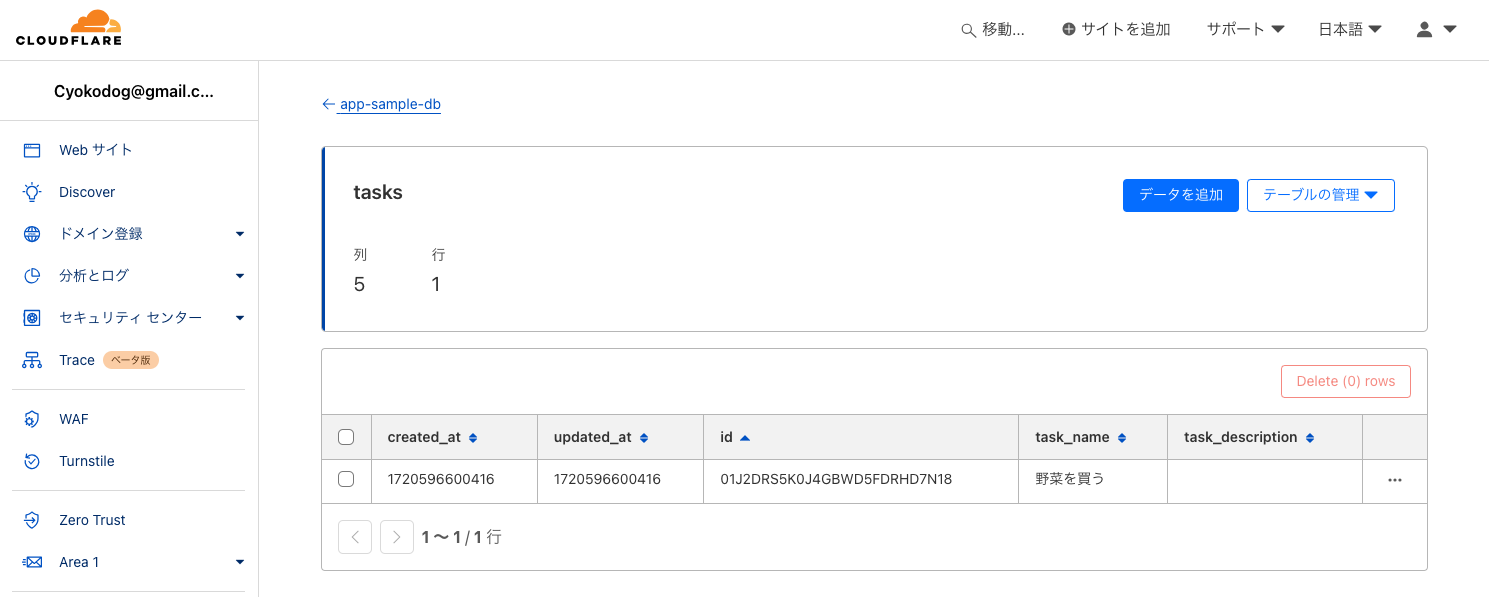 CLOUDFLARE
移動...
サイトを追加
サポート
日本語
Cyokodog@gmail.c...
Web サイト
Discover
ドメイン登録
分析とログ
セキュリティ センター
Trace ベータ版
WAF
Turnstile
Zero Trust
Area 1
← app-sample-db
tasks
データを追加
テーブルの管理
列 行
5 1
Delete (0) rows
created_at updated_at id task_name task_description
1720596600416 1720596600416 01J2DRS5K0J4GBWD5FDRHD7N18 野菜を買う ...
1 〜 1 / 1 行